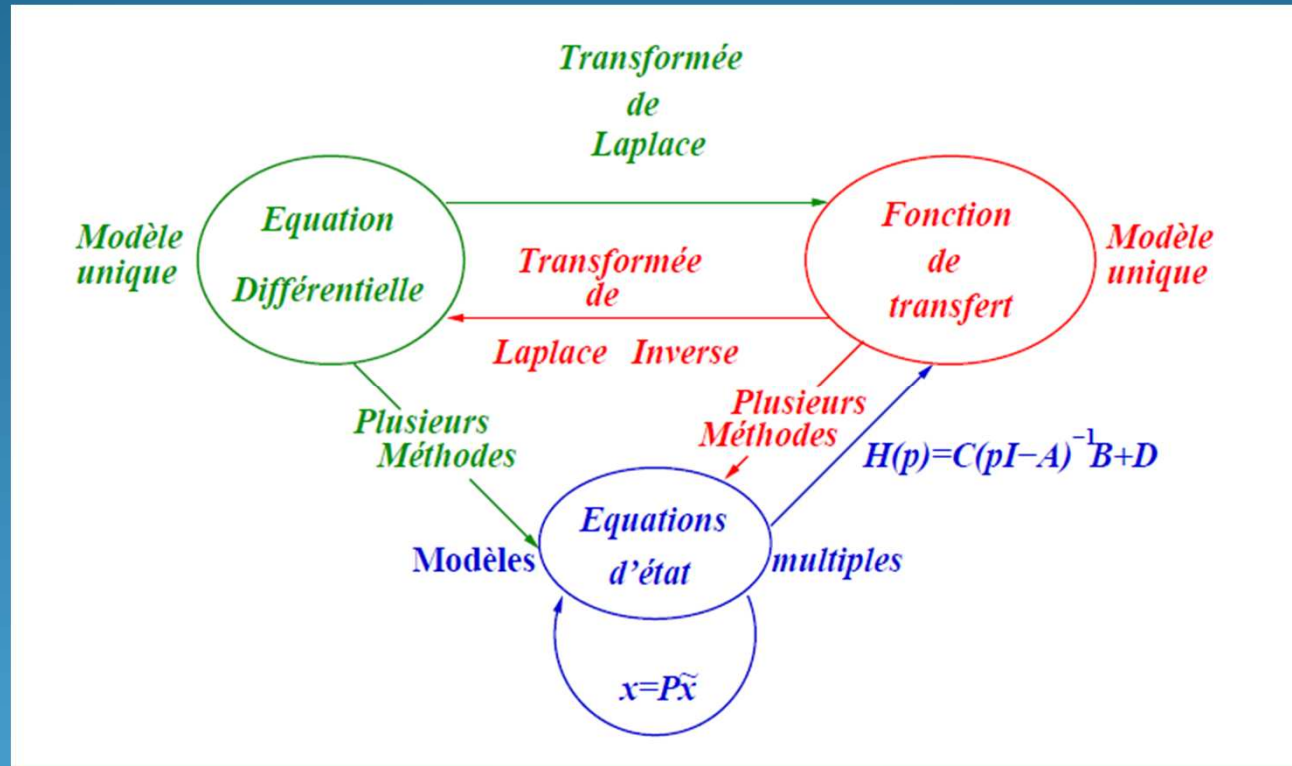 Transformée
de
Laplace
Modèle
unique
Equation
Différentielle
Fonction
de
transfert
Modèle
unique
Transformée
de
Laplace Inverse
Plusieurs
Méthodes
Plusieurs
Méthodes
H(p)=C(pI−A)⁻¹B+D
Modèles
Equations
d’état
multiples
x=Px̃